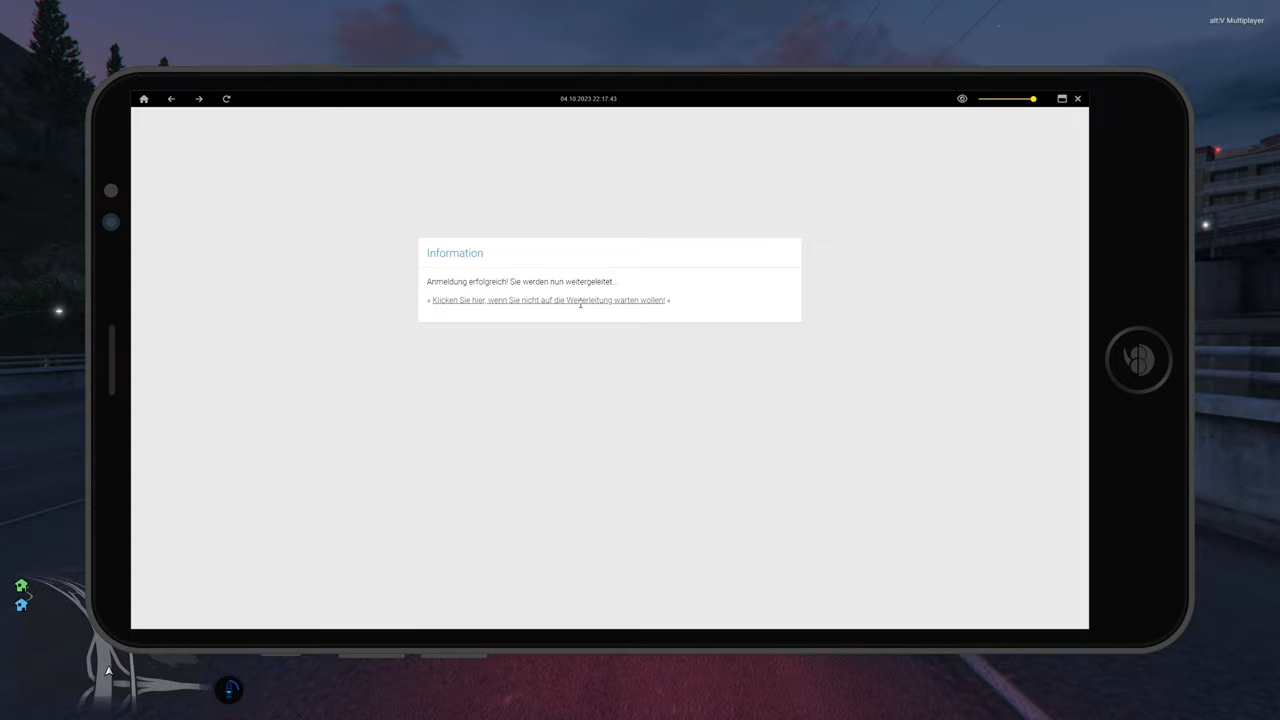 alt:V Multiplayer
04.10.2023 22:17:43
Information
Anmeldung erfolgreich! Sie werden nun weitergeleitet...
» Klicken Sie hier, wenn Sie nicht auf die Weiterleitung warten wollen! «